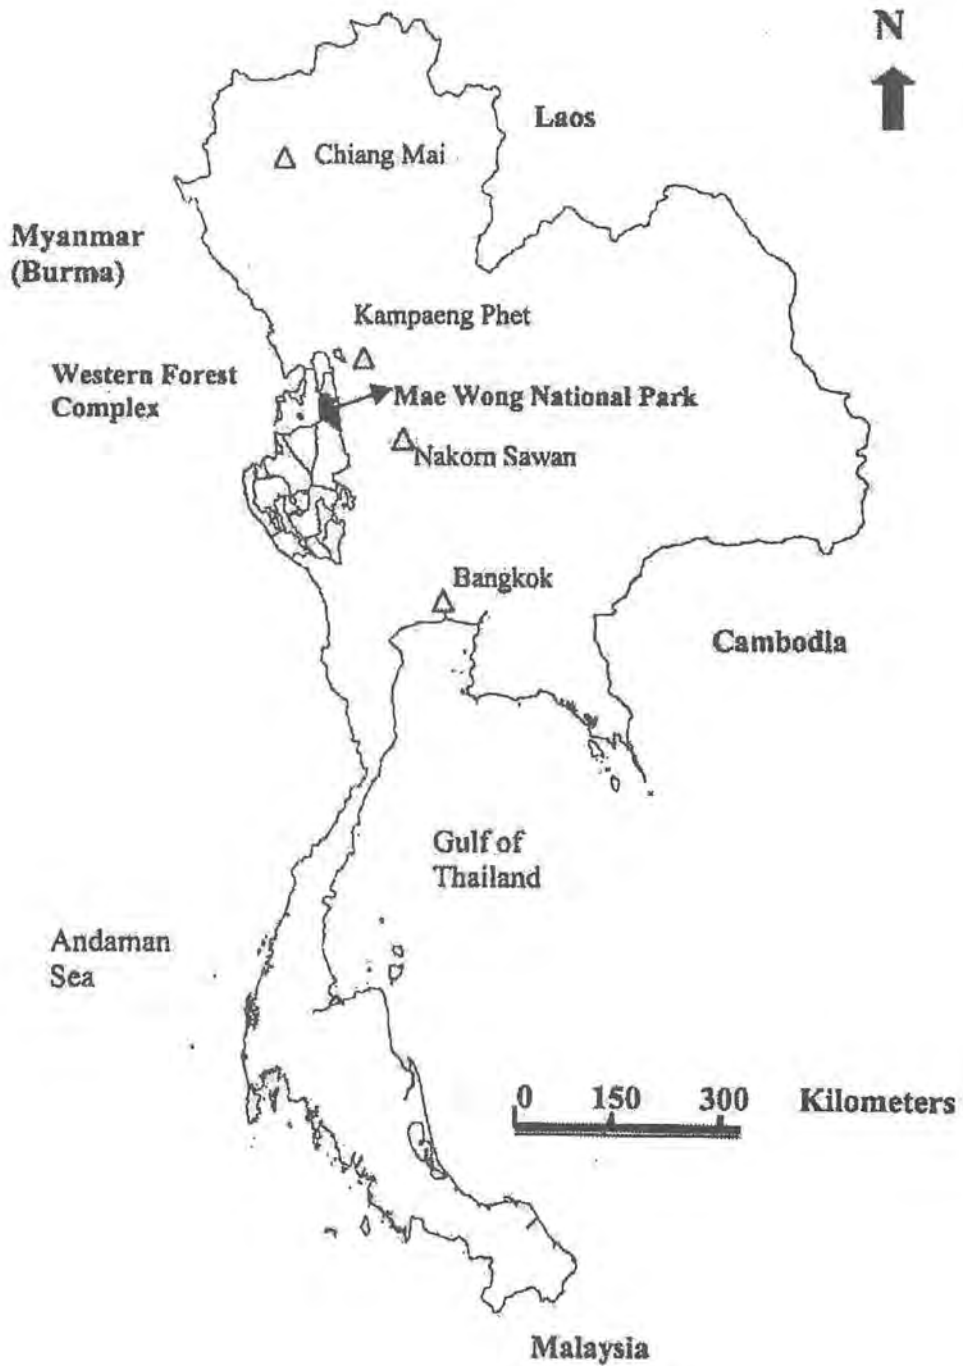 N
Laos
Chiang Mai
Myanmar
(Burma)
Kampaeng Phet
Western Forest
Complex
Mae Wong National Park
Nakorn Sawan
Bangkok
Cambodia
Gulf of
Thailand
Andaman
Sea
0 150 300 Kilometers
Malaysia